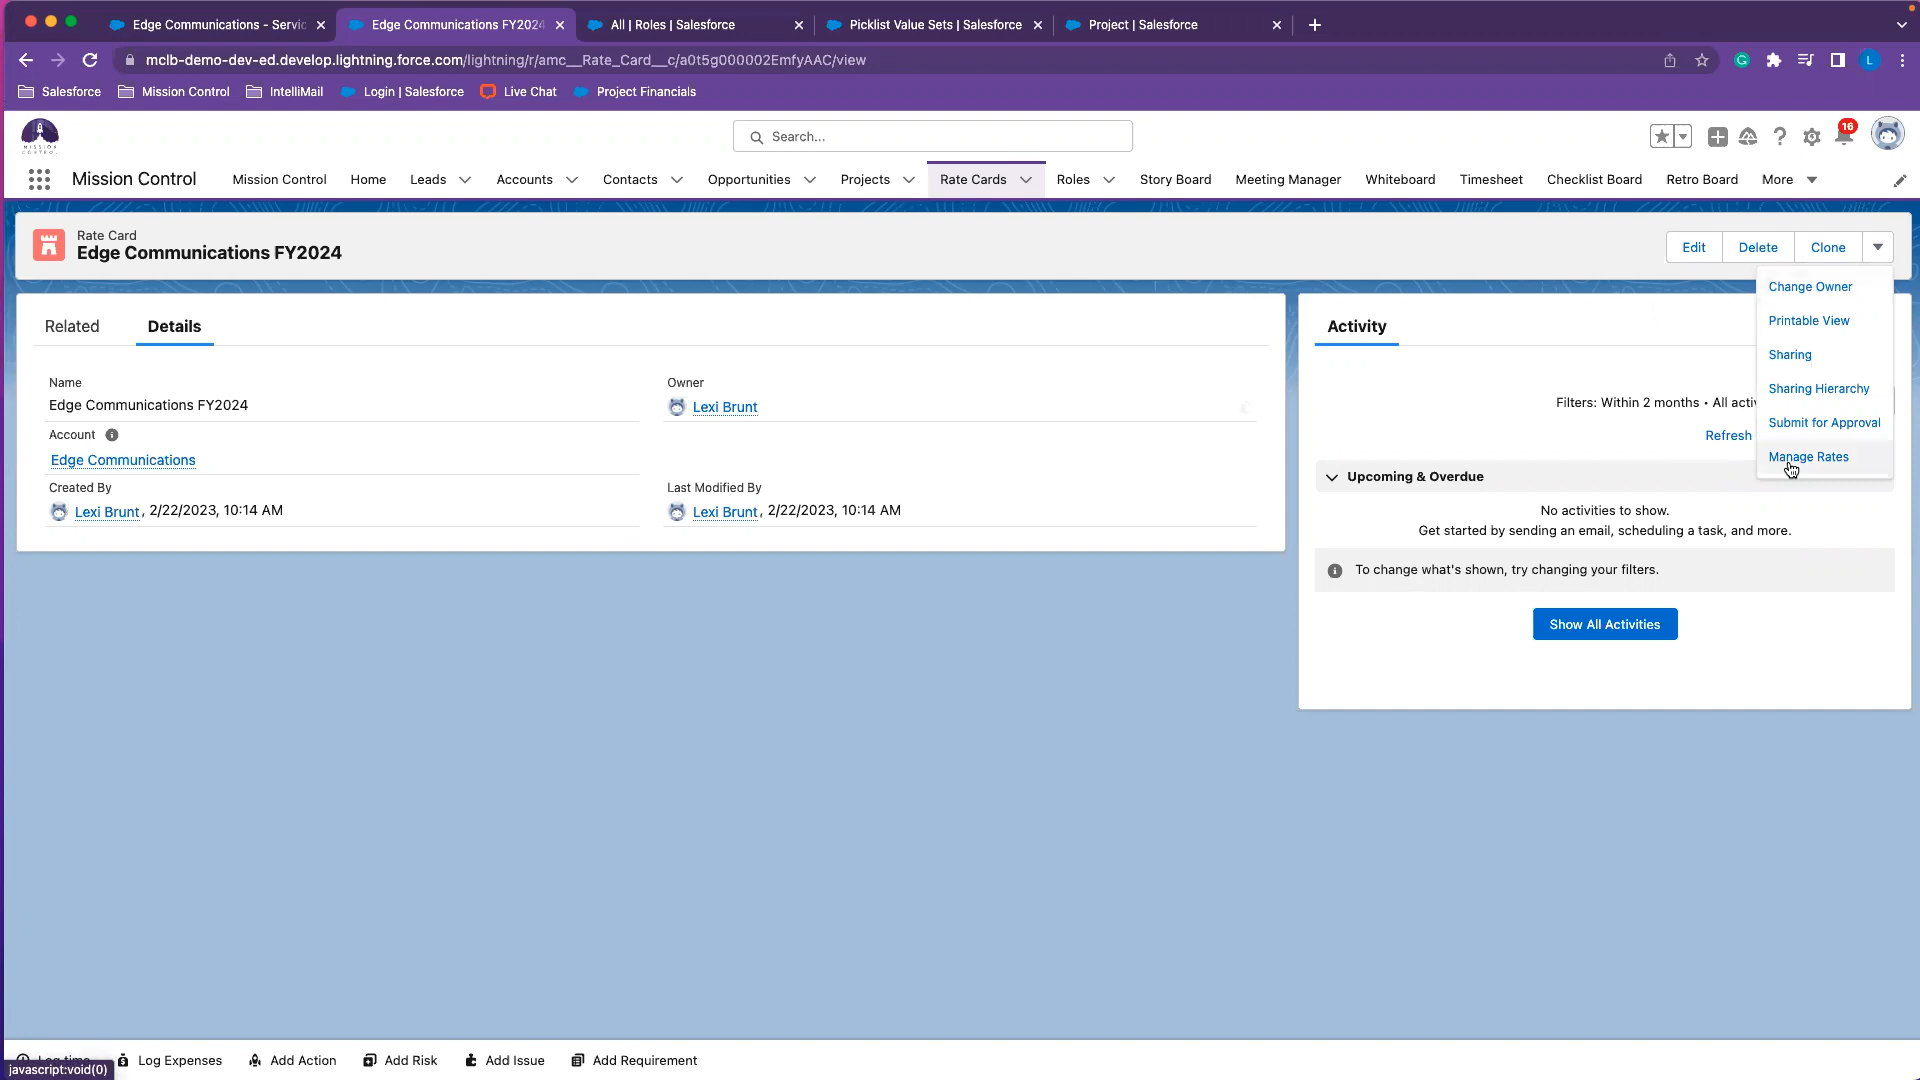 Edge Communications - Servic
Edge Communications FY2024
All | Roles | Salesforce
Picklist Value Sets | Salesforce
Project | Salesforce
mclb-demo-dev-ed.develop.lightning.force.com/lightning/r/amc__Rate_Card__c/a0t5g000002EmfyAAC/view
G
L
Salesforce
Mission Control
IntelliMail
Login | Salesforce
Live Chat
Project Financials
MISSION
CONTROL
Search...
16
Mission Control
Mission Control
Home
Leads
Accounts
Contacts
Opportunities
Projects
Rate Cards
Roles
Story Board
Meeting Manager
Whiteboard
Timesheet
Checklist Board
Retro Board
More
Rate Card
Edge Communications FY2024
Edit
Delete
Clone
Change Owner
Printable View
Sharing
Sharing Hierarchy
Submit for Approval
Manage Rates
Related
Details
Name
Edge Communications FY2024
Owner
Lexi Brunt
Account
Edge Communications
Created By
Lexi Brunt, 2/22/2023, 10:14 AM
Last Modified By
Lexi Brunt, 2/22/2023, 10:14 AM
Activity
Filters: Within 2 months • All activ
Refresh
Upcoming & Overdue
No activities to show.
Get started by sending an email, scheduling a task, and more.
To change what's shown, try changing your filters.
Show All Activities
Log time
Log Expenses
Add Action
Add Risk
Add Issue
Add Requirement
javascript:void(0)